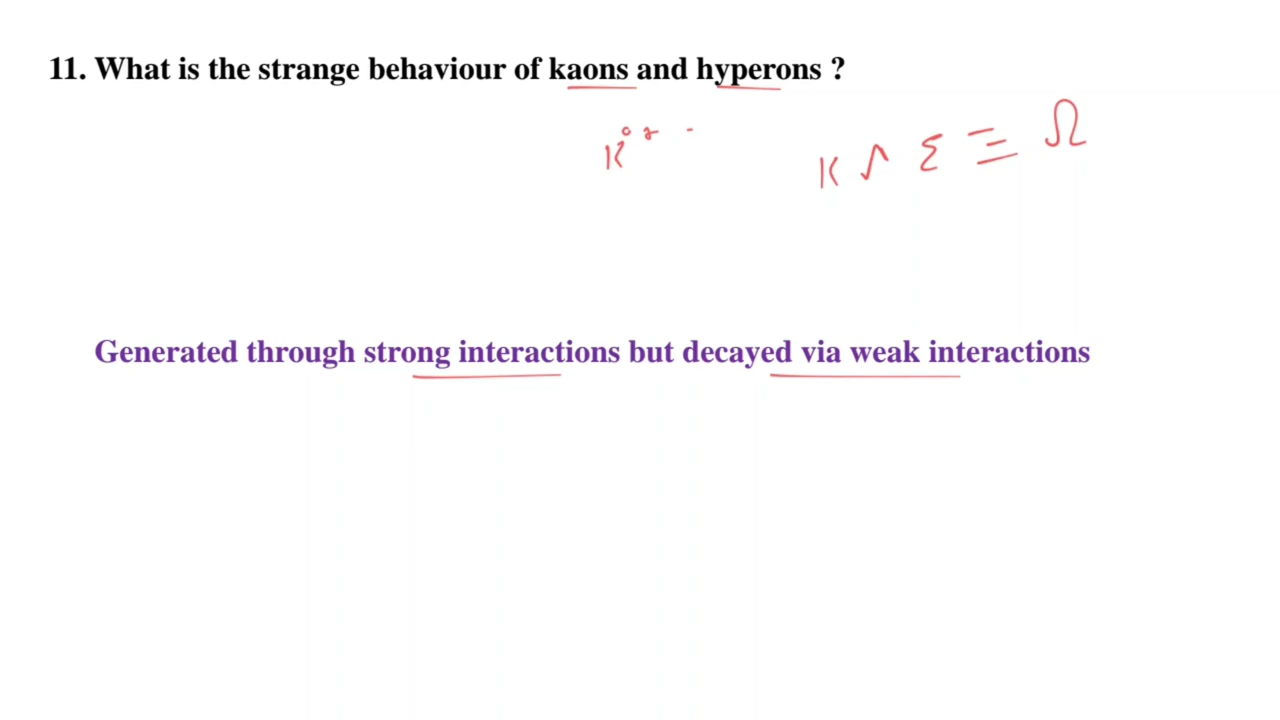 11. What is the strange behaviour of kaons and hyperons ?
K⁰ ⁺ ⁻
K Λ Σ Ξ Ω
Generated through strong interactions but decayed via weak interactions